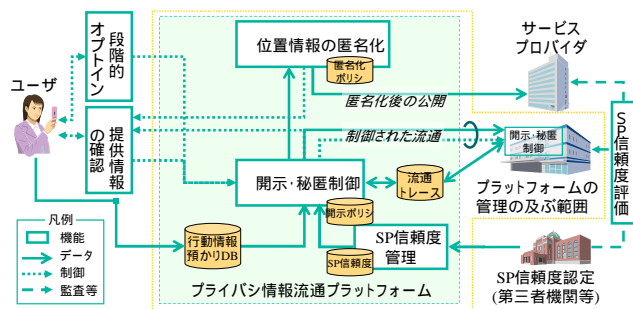 段階的
オプトイン
ユーザ
提供情報
の確認
位置情報の匿名化
匿名化
ポリシ
匿名化後の公開
制御された流通
開示・秘匿制御
開示ポリシ
流通
トレース
行動情報
預かりDB
SP信頼度
管理
SP信頼度
プライバシ情報流通プラットフォーム
サービス
プロバイダ
開示・秘匿
制御
プラットフォームの
管理の及ぶ範囲
SP信頼度評価
SP信頼度認定
(第三者機関等)
凡例
機能
データ
制御
監査等